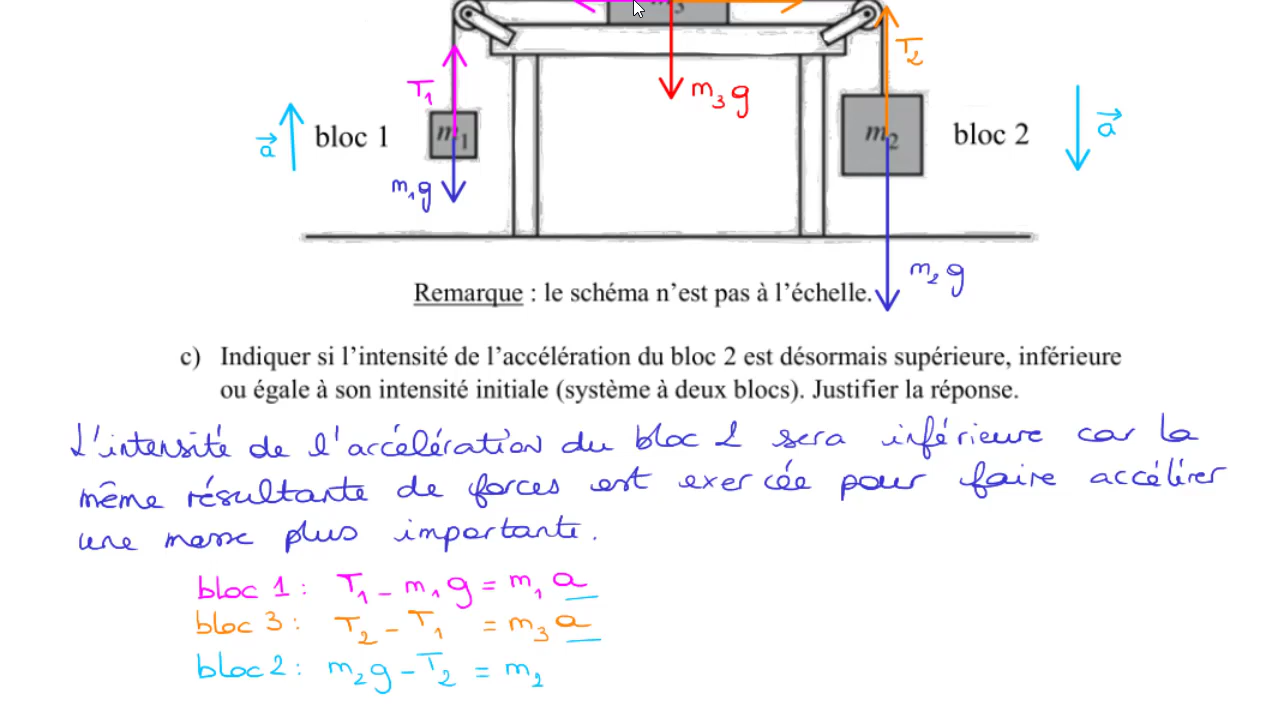 m3
T1
T2
m3g
a
bloc 1
m1
m2
bloc 2
a
m1g
m2g
Remarque : le schéma n'est pas à l'échelle.
c) Indiquer si l'intensité de l'accélération du bloc 2 est désormais supérieure, inférieure
ou égale à son intensité initiale (système à deux blocs). Justifier la réponse.
L'intensité de l'accélération du bloc 2 sera inférieure car la
même résultante de forces est exercée pour faire accélérer
une masse plus importante.
bloc 1 : T1 - m1g = m1 a
bloc 3 : T2 - T1 = m3 a
bloc 2 : m2g - T2 = m2